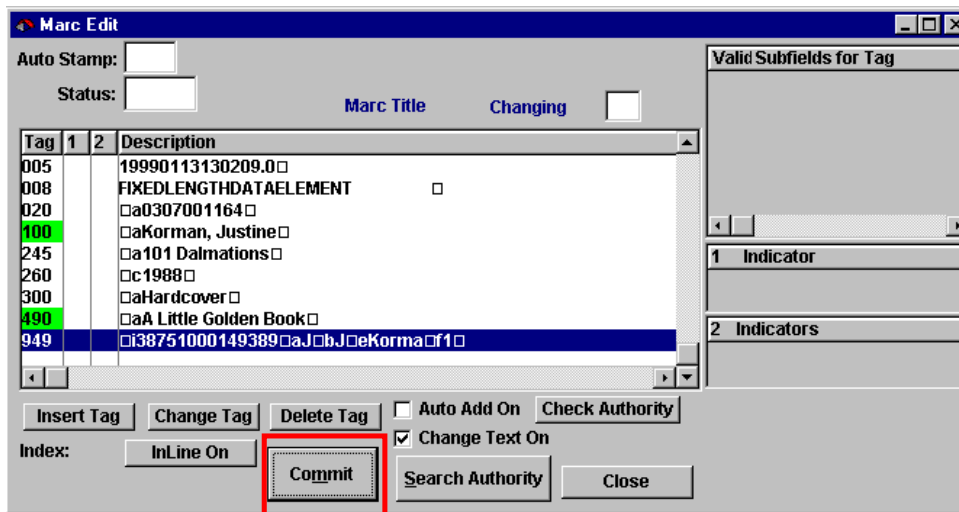 Marc Edit
Auto Stamp:
Status:
Marc Title Changing
Valid Subfields for Tag
Tag 1 2 Description
005 19990113130209.0□
008 FIXEDLENGTHDATAELEMENT □
020 □a0307001164□
100 □aKorman, Justine□
245 □a101 Dalmations□
260 □c1988□
300 □aHardcover□
490 □aA Little Golden Book□
949 □i38751000149389□aJ□bJ□eKorma□f1□
1 Indicator
2 Indicators
Insert Tag Change Tag Delete Tag Auto Add On Check Authority
Change Text On
Index: InLine On Commit Search Authority Close